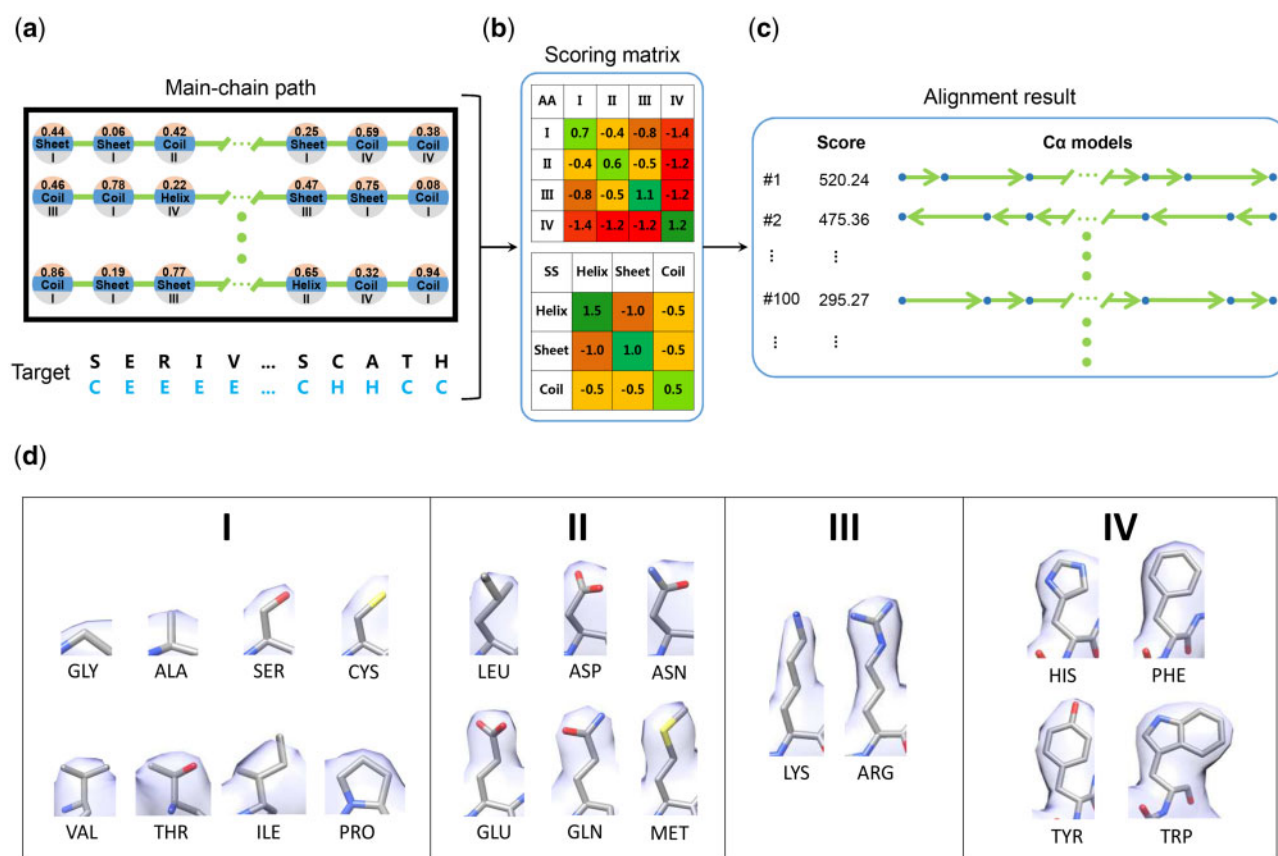 (a)
Main-chain path
0.44 0.06 0.42 0.25 0.59 0.38
Sheet Sheet Coil ... Sheet Coil Coil
I I II I IV IV
0.46 0.78 0.22 0.47 0.75 0.08
Coil Coil Helix ... Sheet Sheet Coil
III I IV III I I
0.86 0.19 0.77 0.65 0.32 0.94
Coil Sheet Sheet ... Helix Coil Coil
I I III II IV I
Target
S E R I V ... S C A T H
C E E E E ... C H H C C
(b)
Scoring matrix
AA I II III IV
I 0.7 -0.4 -0.8 -1.4
II -0.4 0.6 -0.5 -1.2
III -0.8 -0.5 1.1 -1.2
IV -1.4 -1.2 -1.2 1.2
SS Helix Sheet Coil
Helix 1.5 -1.0 -0.5
Sheet -1.0 1.0 -0.5
Coil -0.5 -0.5 0.5
(c)
Alignment result
Score Cα models
#1 520.24
#2 475.36
#100 295.27
(d)
I II III IV
GLY ALA SER CYS
LEU ASP ASN
HIS PHE
LYS ARG
VAL THR ILE PRO
GLU GLN MET
TYR TRP